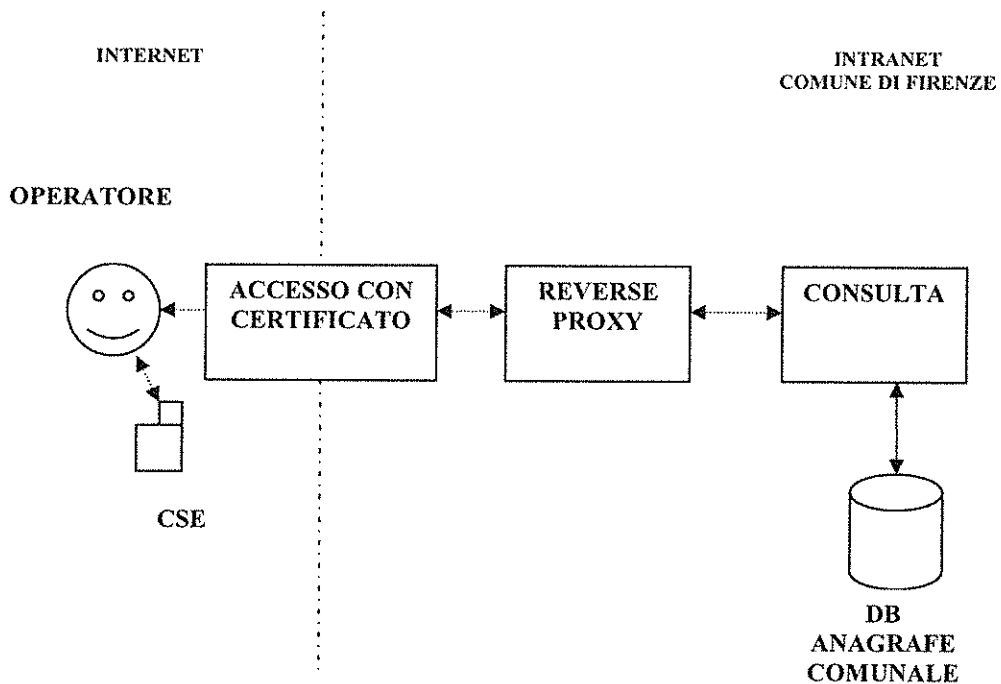 INTERNET
INTRANET
COMUNE DI FIRENZE
OPERATORE
ACCESSO CON
CERTIFICATO
REVERSE
PROXY
CONSULTA
CSE
DB
ANAGRAFE
COMUNALE